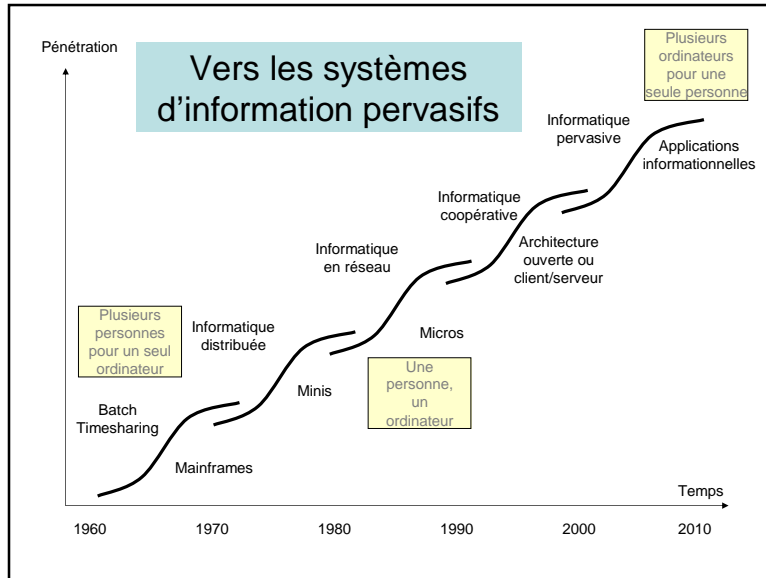 Pénétration
Vers les systèmes
d'information pervasifs
Plusieurs
ordinateurs
pour une
seule personne
Informatique
pervasive
Applications
informationnelles
Informatique
coopérative
Architecture
ouverte ou
client/serveur
Informatique
en réseau
Micros
Plusieurs
personnes
pour un seul
ordinateur
Informatique
distribuée
Minis
Une
personne,
un
ordinateur
Batch
Timesharing
Mainframes
Temps
1960 1970 1980 1990 2000 2010